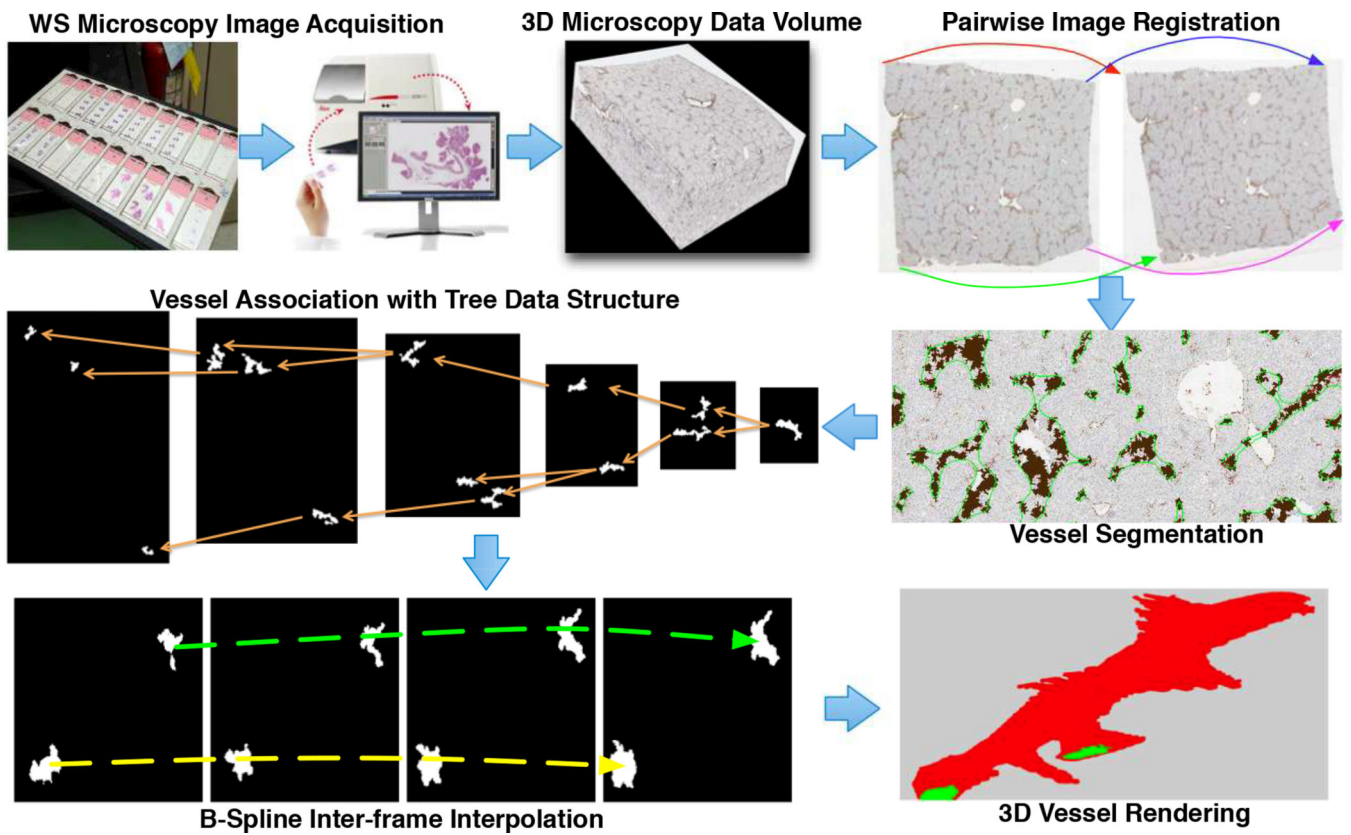 WS Microscopy Image Acquisition
3D Microscopy Data Volume
Pairwise Image Registration
Vessel Association with Tree Data Structure
Vessel Segmentation
B-Spline Inter-frame Interpolation
3D Vessel Rendering